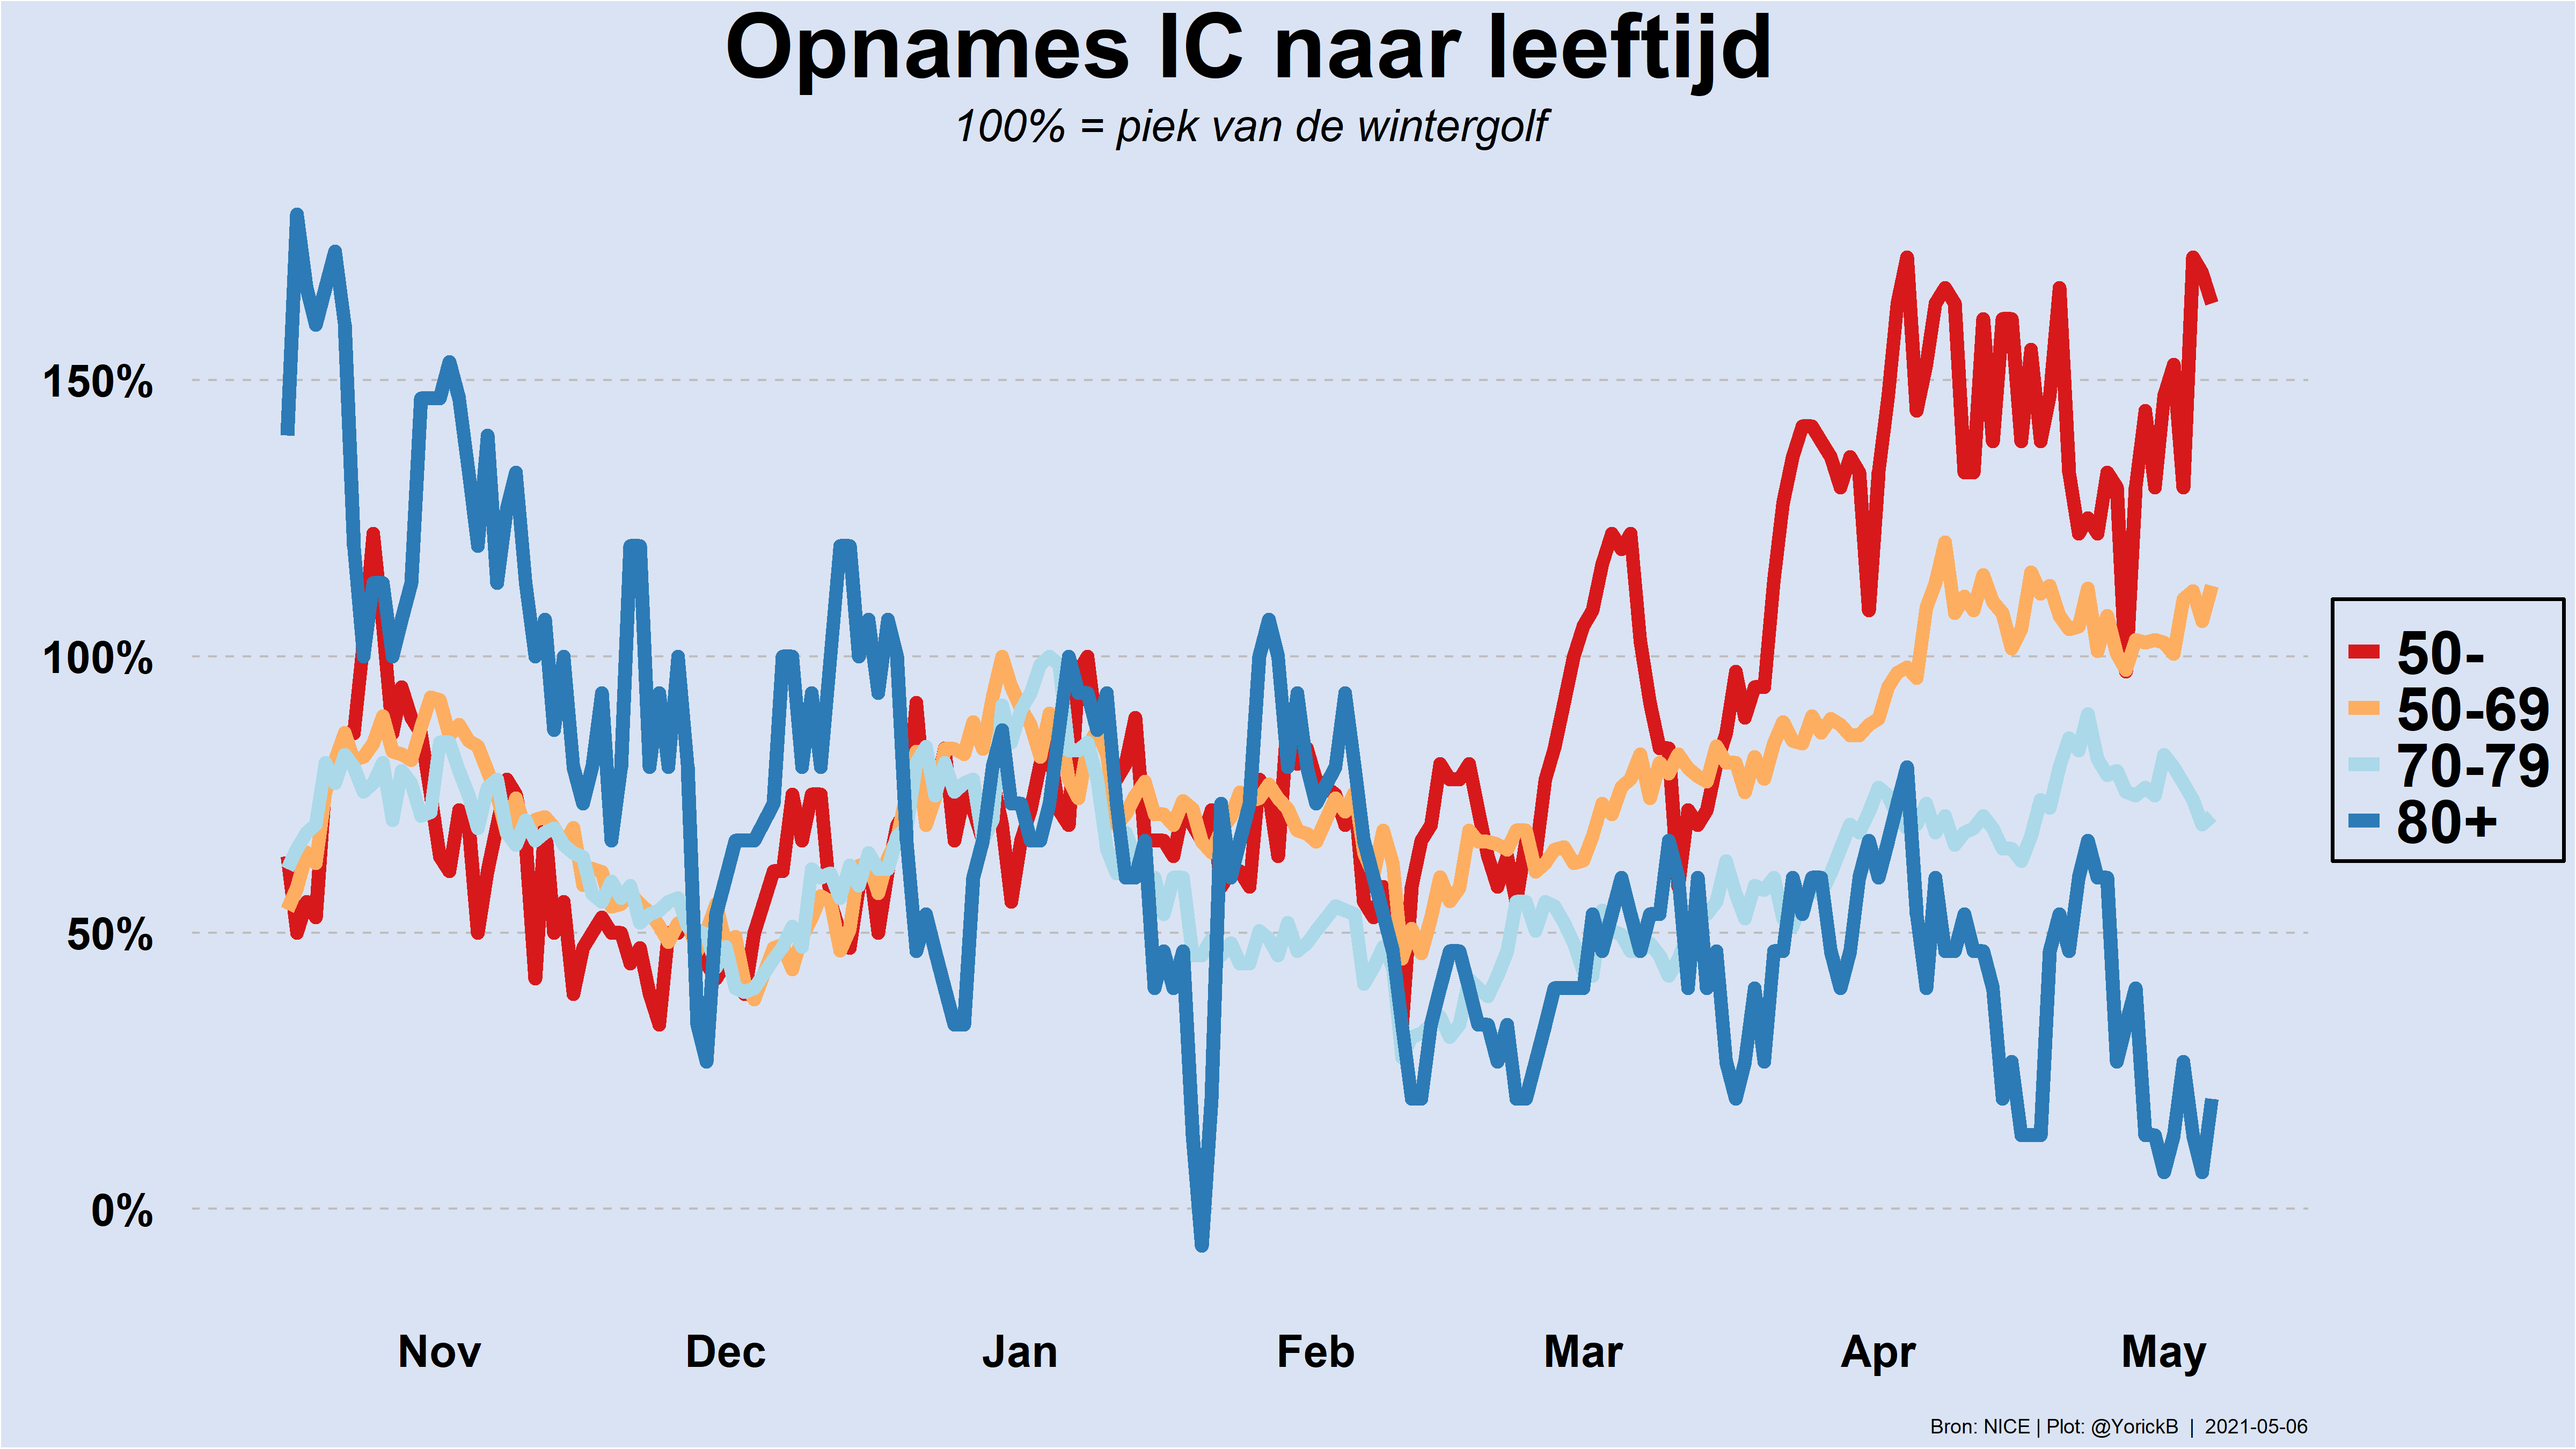 Opnames IC naar leeftijd
100% = piek van de wintergolf
150%
100%
50%
0%
50-
50-69
70-79
80+
Nov Dec Jan Feb Mar Apr May
Bron: NICE | Plot: @YorickB | 2021-05-06